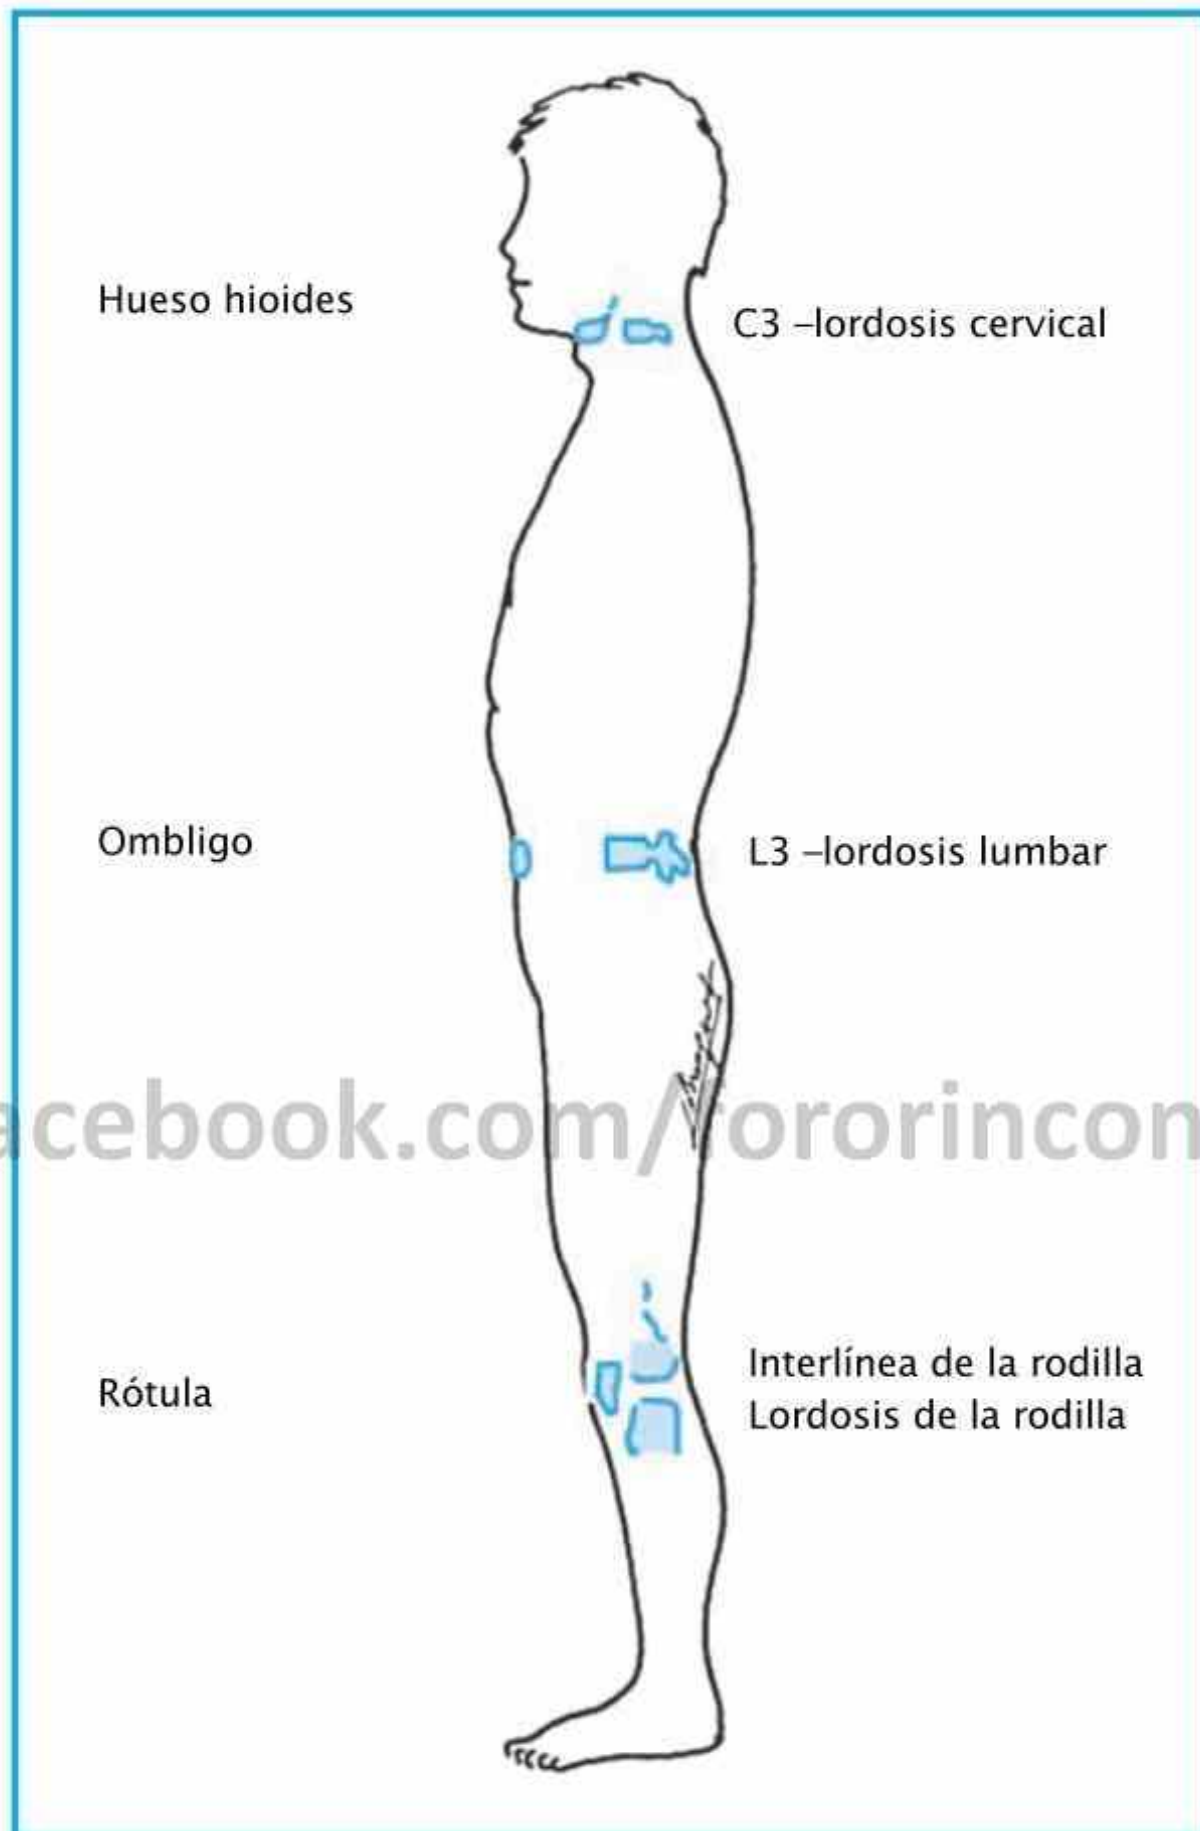 Hueso hioides
C3 –lordosis cervical
Ombligo
L3 –lordosis lumbar
acebook.com/fororincon
Interlínea de la rodilla
Rótula
Lordosis de la rodilla